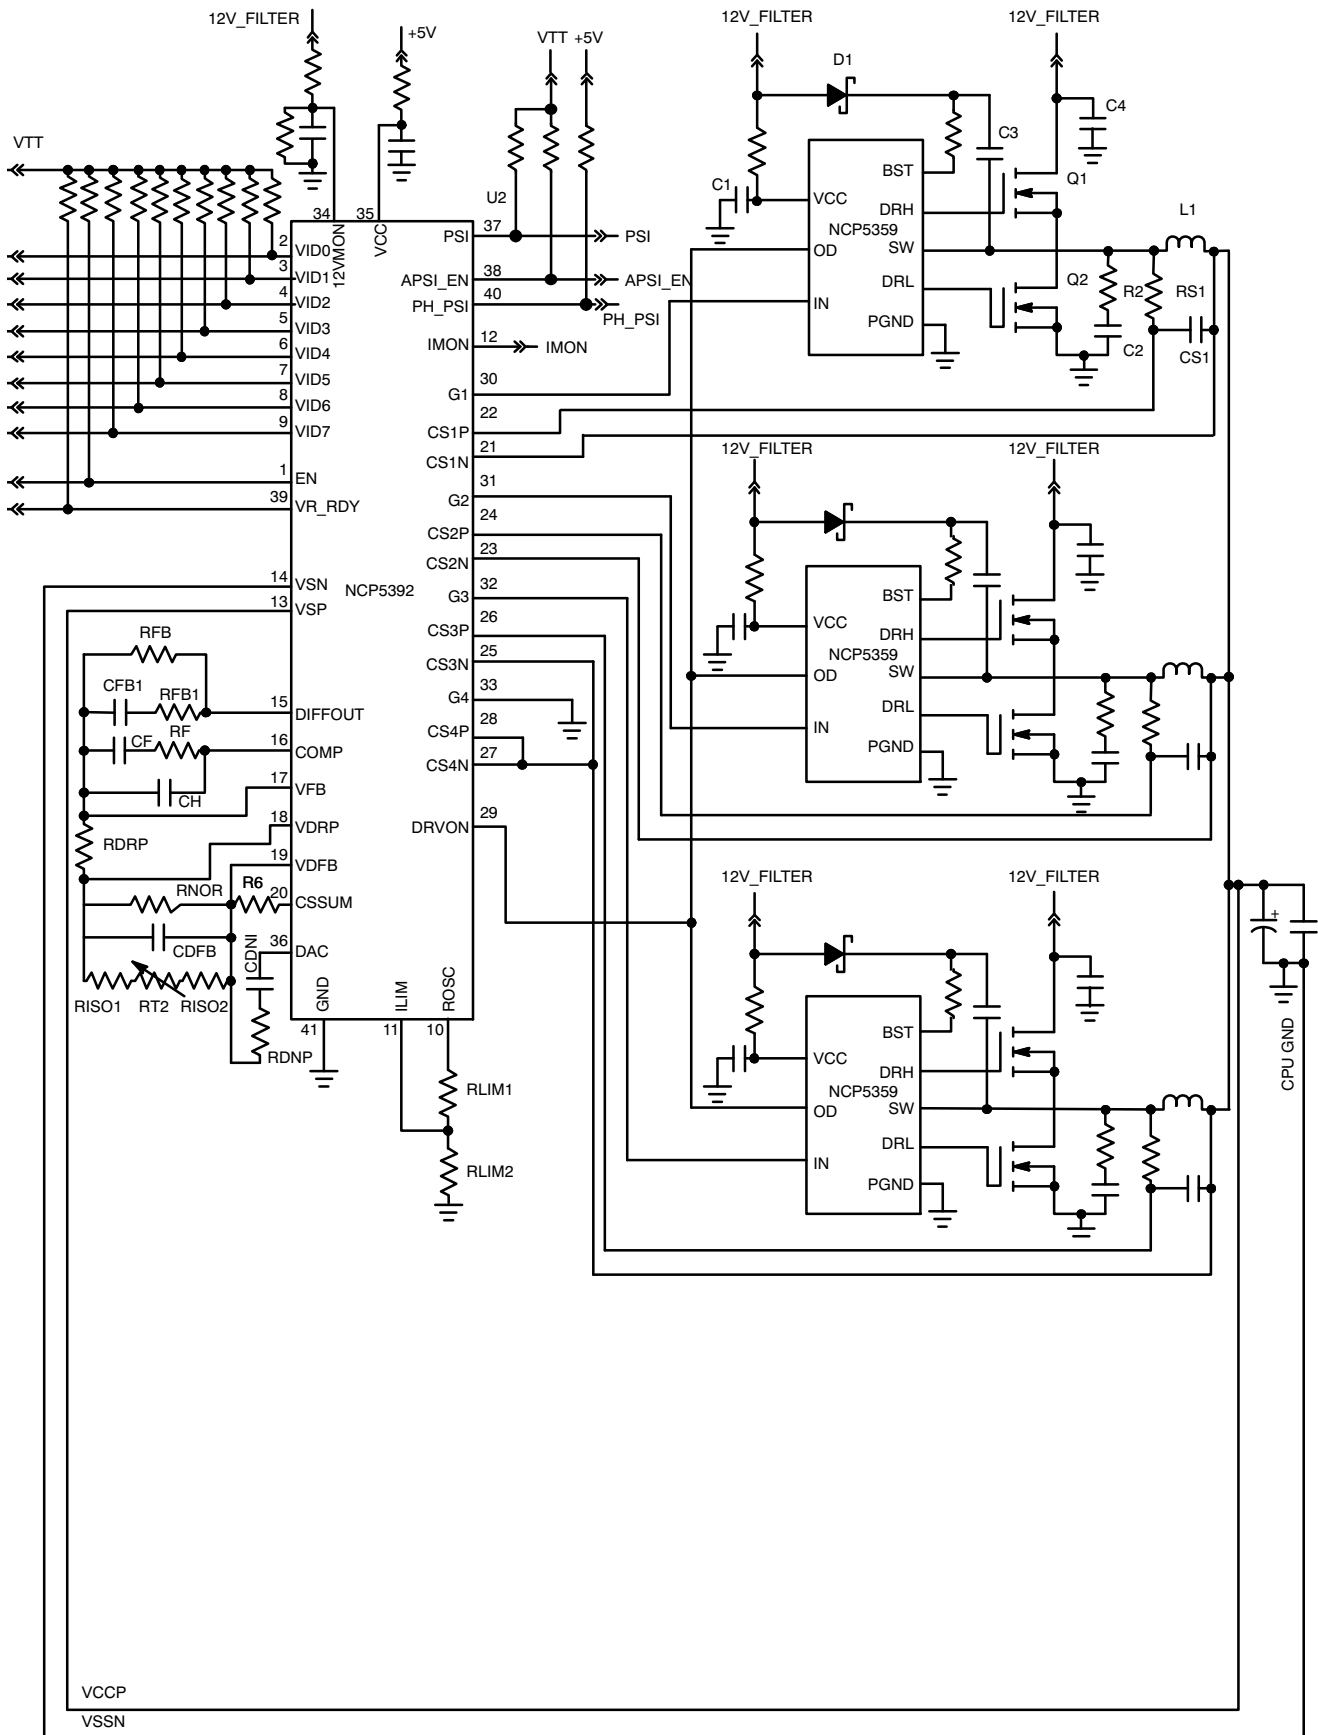 12V_FILTER
+5V
VTT +5V
12V_FILTER
12V_FILTER
D1
C4
C3
VTT
BST
C1
VCC
Q1
U2
DRH
L1
34
35
12VMON
VCC
NCP5359
OD
SW
2
VID0
PSI
37
PSI
3
VID1
APSI_EN
38
APSI_EN
DRL
Q2
R2
RS1
4
VID2
PH_PSI
40
PH_PSI
IN
5
VID3
PGND
6
VID4
IMON
12
IMON
C2
CS1
7
VID5
30
G1
8
VID6
22
9
VID7
CS1P
21
CS1N
12V_FILTER
12V_FILTER
1
EN
31
G2
39
VR_RDY
24
CS2P
23
CS2N
14
VSN
NCP5392
32
G3
13
VSP
26
CS3P
25
CS3N
33
G4
28
CS4P
27
CS4N
BST
VCC
DRH
NCP5359
OD
SW
DRL
IN
PGND
RFB
CFB1
RFB1
15
DIFFOUT
CF
RF
16
COMP
CH
17
VFB
RDRP
18
VDRP
29
DRVON
19
VDFB
RNOR
R6
20
CSSUM
12V_FILTER
12V_FILTER
+
CDFB
CDNI
36
DAC
RISO1
RT2
RISO2
GND
ILIM
ROSC
41
11
10
RDNP
RLIM1
RLIM2
BST
VCC
DRH
NCP5359
OD
SW
DRL
IN
PGND
CPU GND
VCCP
VSSN